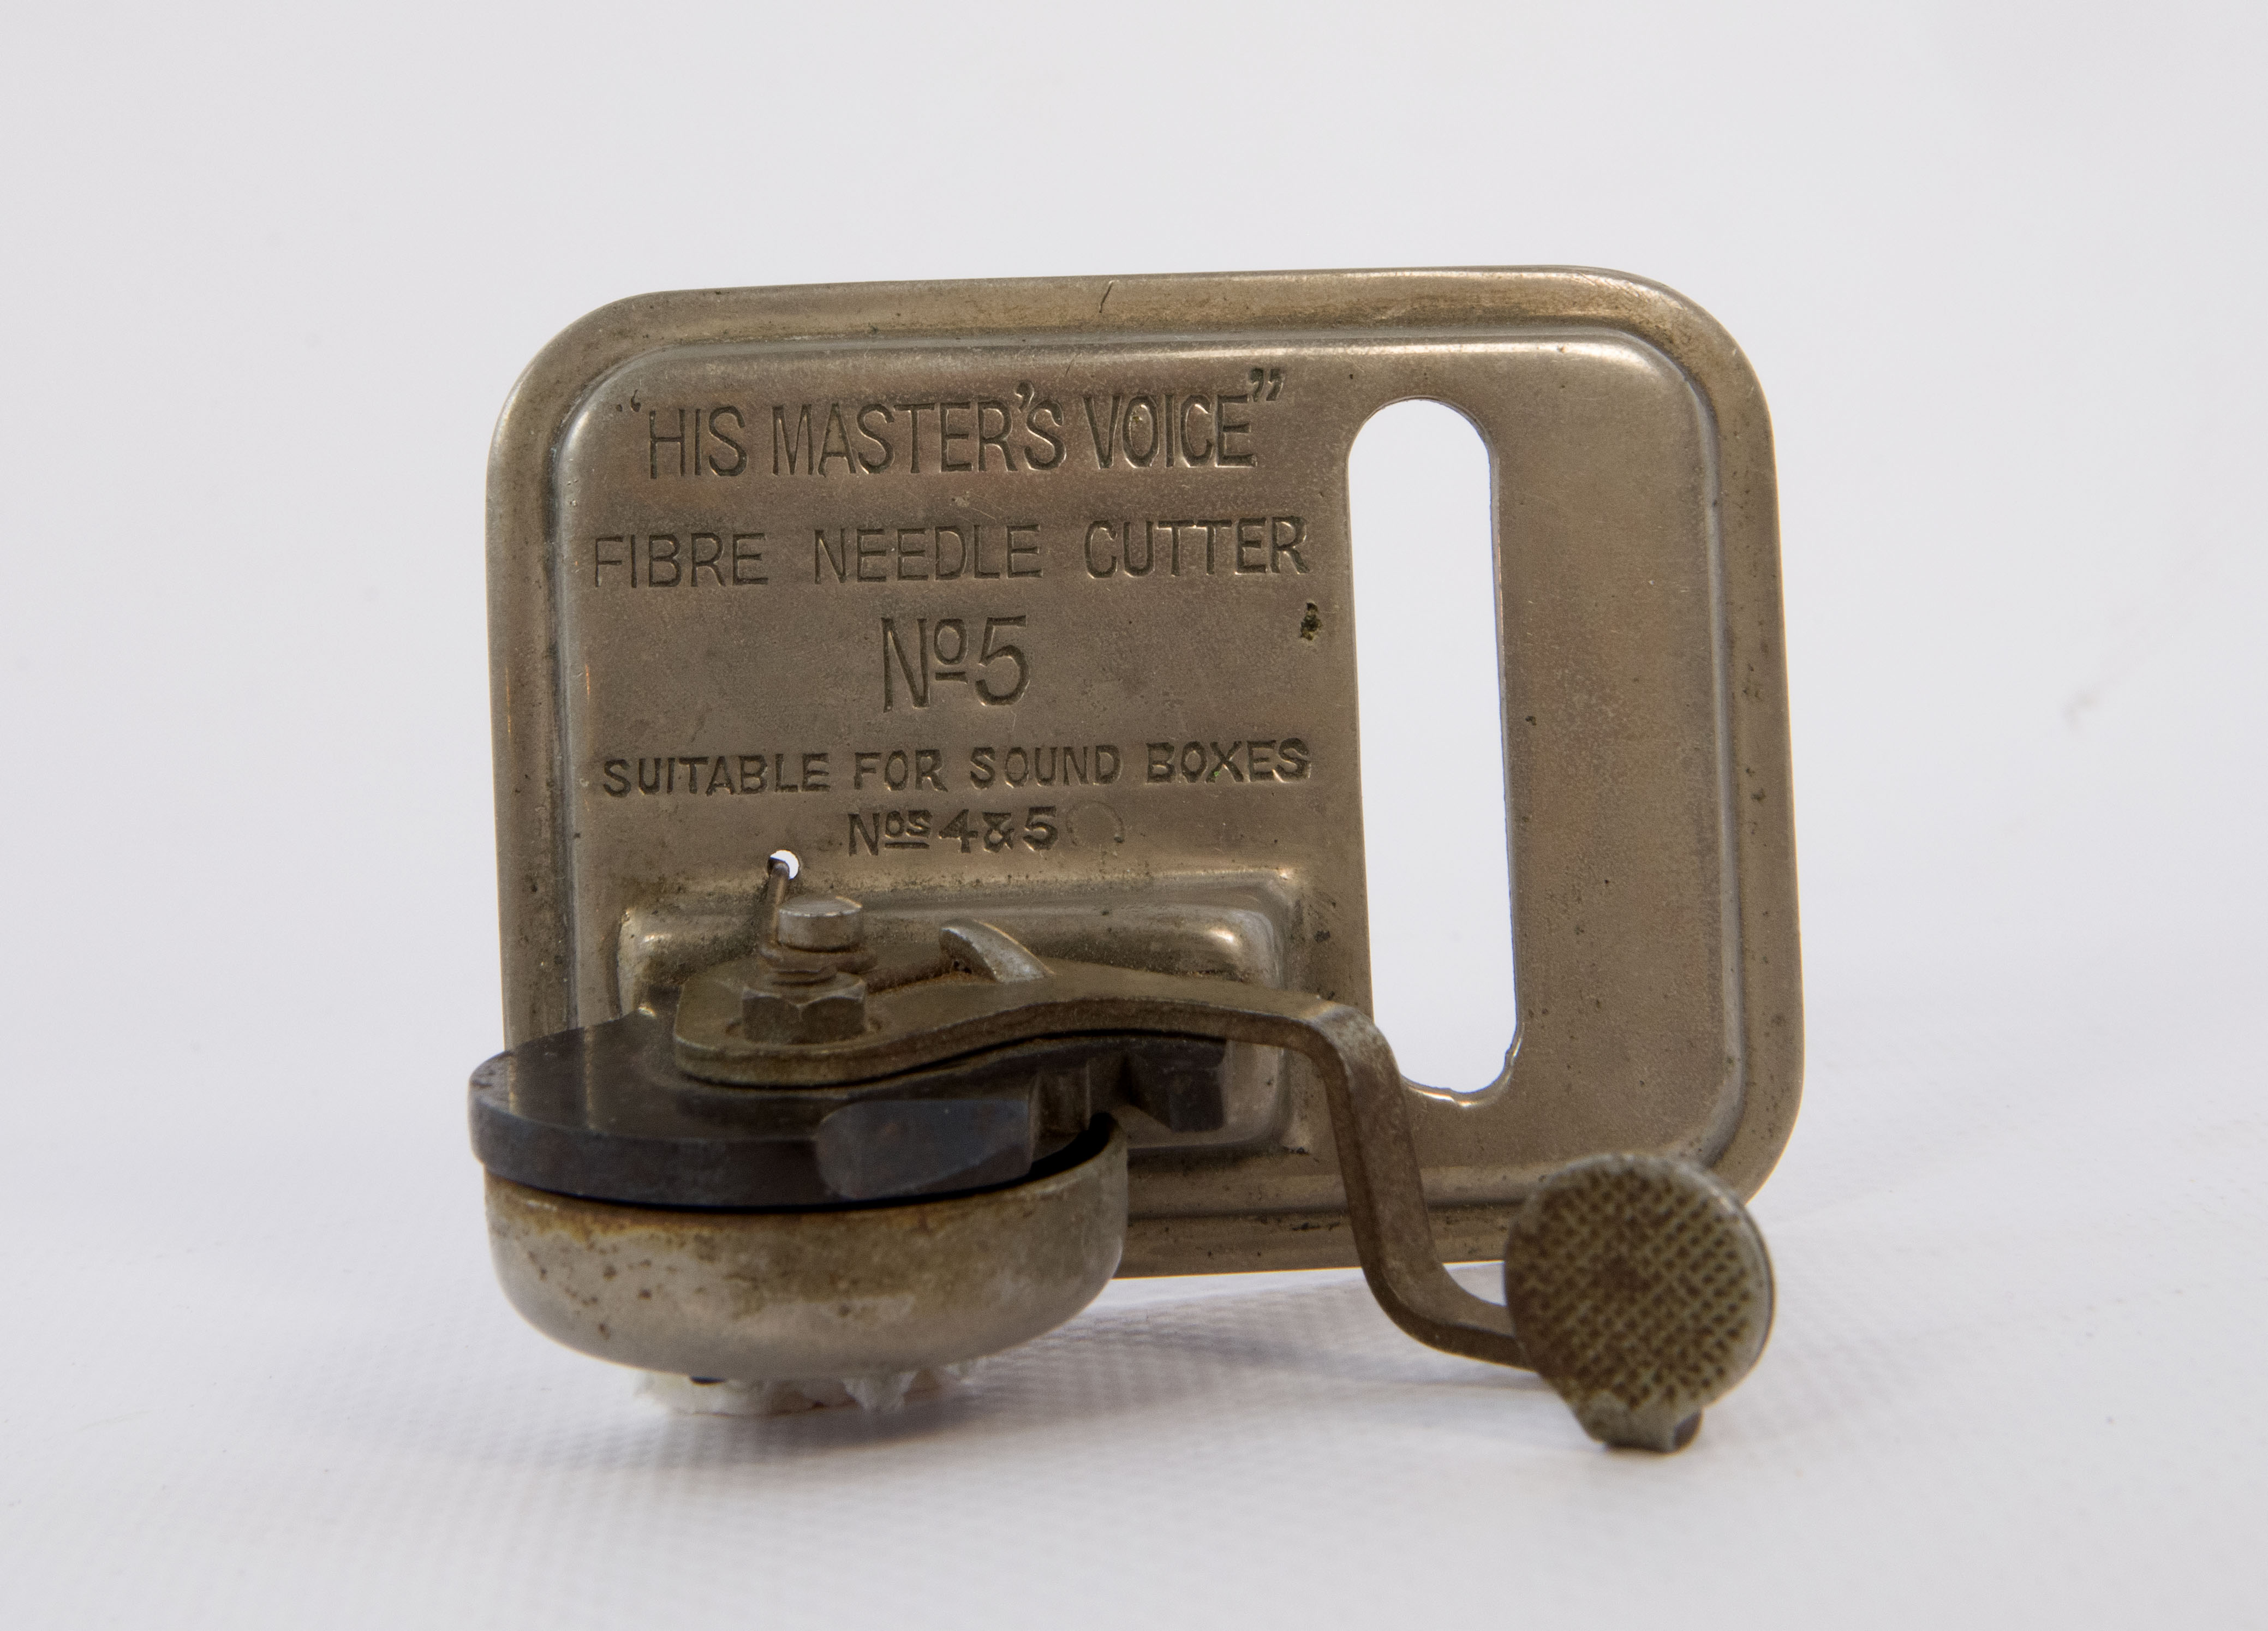 “HIS MASTER'S VOICE”
FIBRE NEEDLE CUTTER
Nº5
SUITABLE FOR SOUND BOXES
Nos 4&5